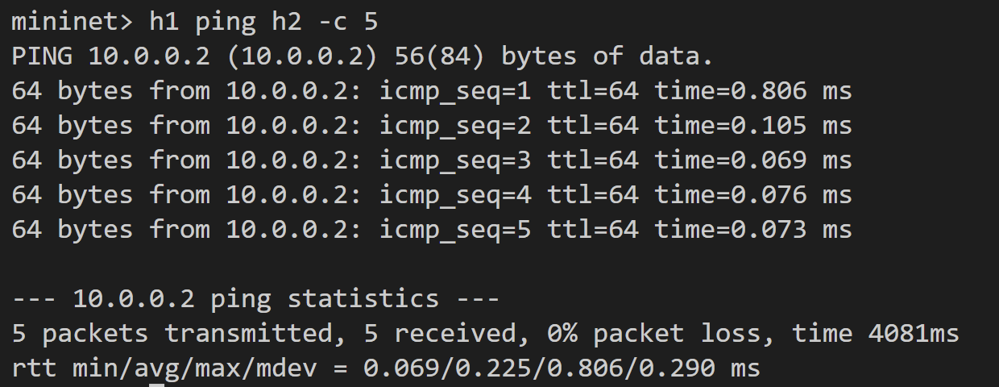 mininet> h1 ping h2 -c 5
PING 10.0.0.2 (10.0.0.2) 56(84) bytes of data.
64 bytes from 10.0.0.2: icmp_seq=1 ttl=64 time=0.806 ms
64 bytes from 10.0.0.2: icmp_seq=2 ttl=64 time=0.105 ms
64 bytes from 10.0.0.2: icmp_seq=3 ttl=64 time=0.069 ms
64 bytes from 10.0.0.2: icmp_seq=4 ttl=64 time=0.076 ms
64 bytes from 10.0.0.2: icmp_seq=5 ttl=64 time=0.073 ms
--- 10.0.0.2 ping statistics ---
5 packets transmitted, 5 received, 0% packet loss, time 4081ms
rtt min/avg/max/mdev = 0.069/0.225/0.806/0.290 ms